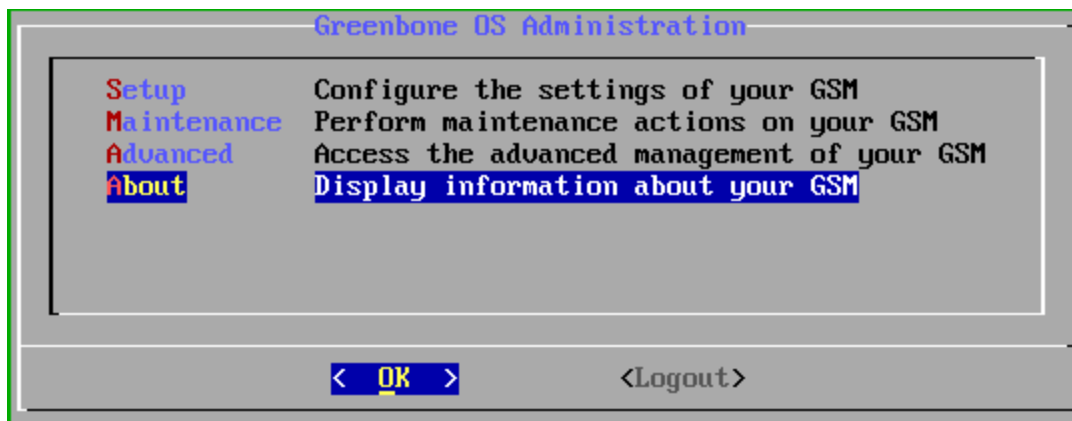 Greenbone OS Administration
Setup Configure the settings of your GSM
Maintenance Perform maintenance actions on your GSM
Advanced Access the advanced management of your GSM
About Display information about your GSM
< OK > <Logout>